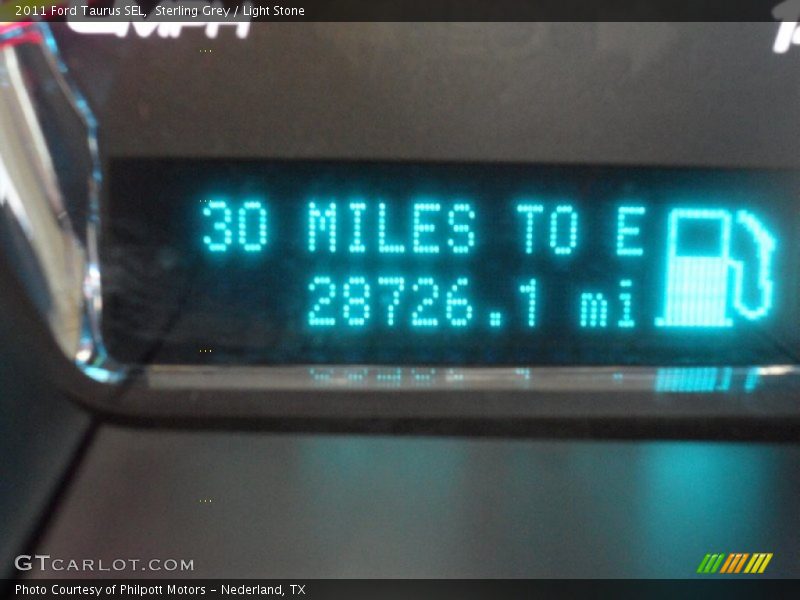 2011 Ford Taurus SEL, Sterling Grey / Light Stone
MPH
30 MILES TO E
28726.1 mi
GTCARLOT.COM
Photo Courtesy of Philpott Motors - Nederland, TX